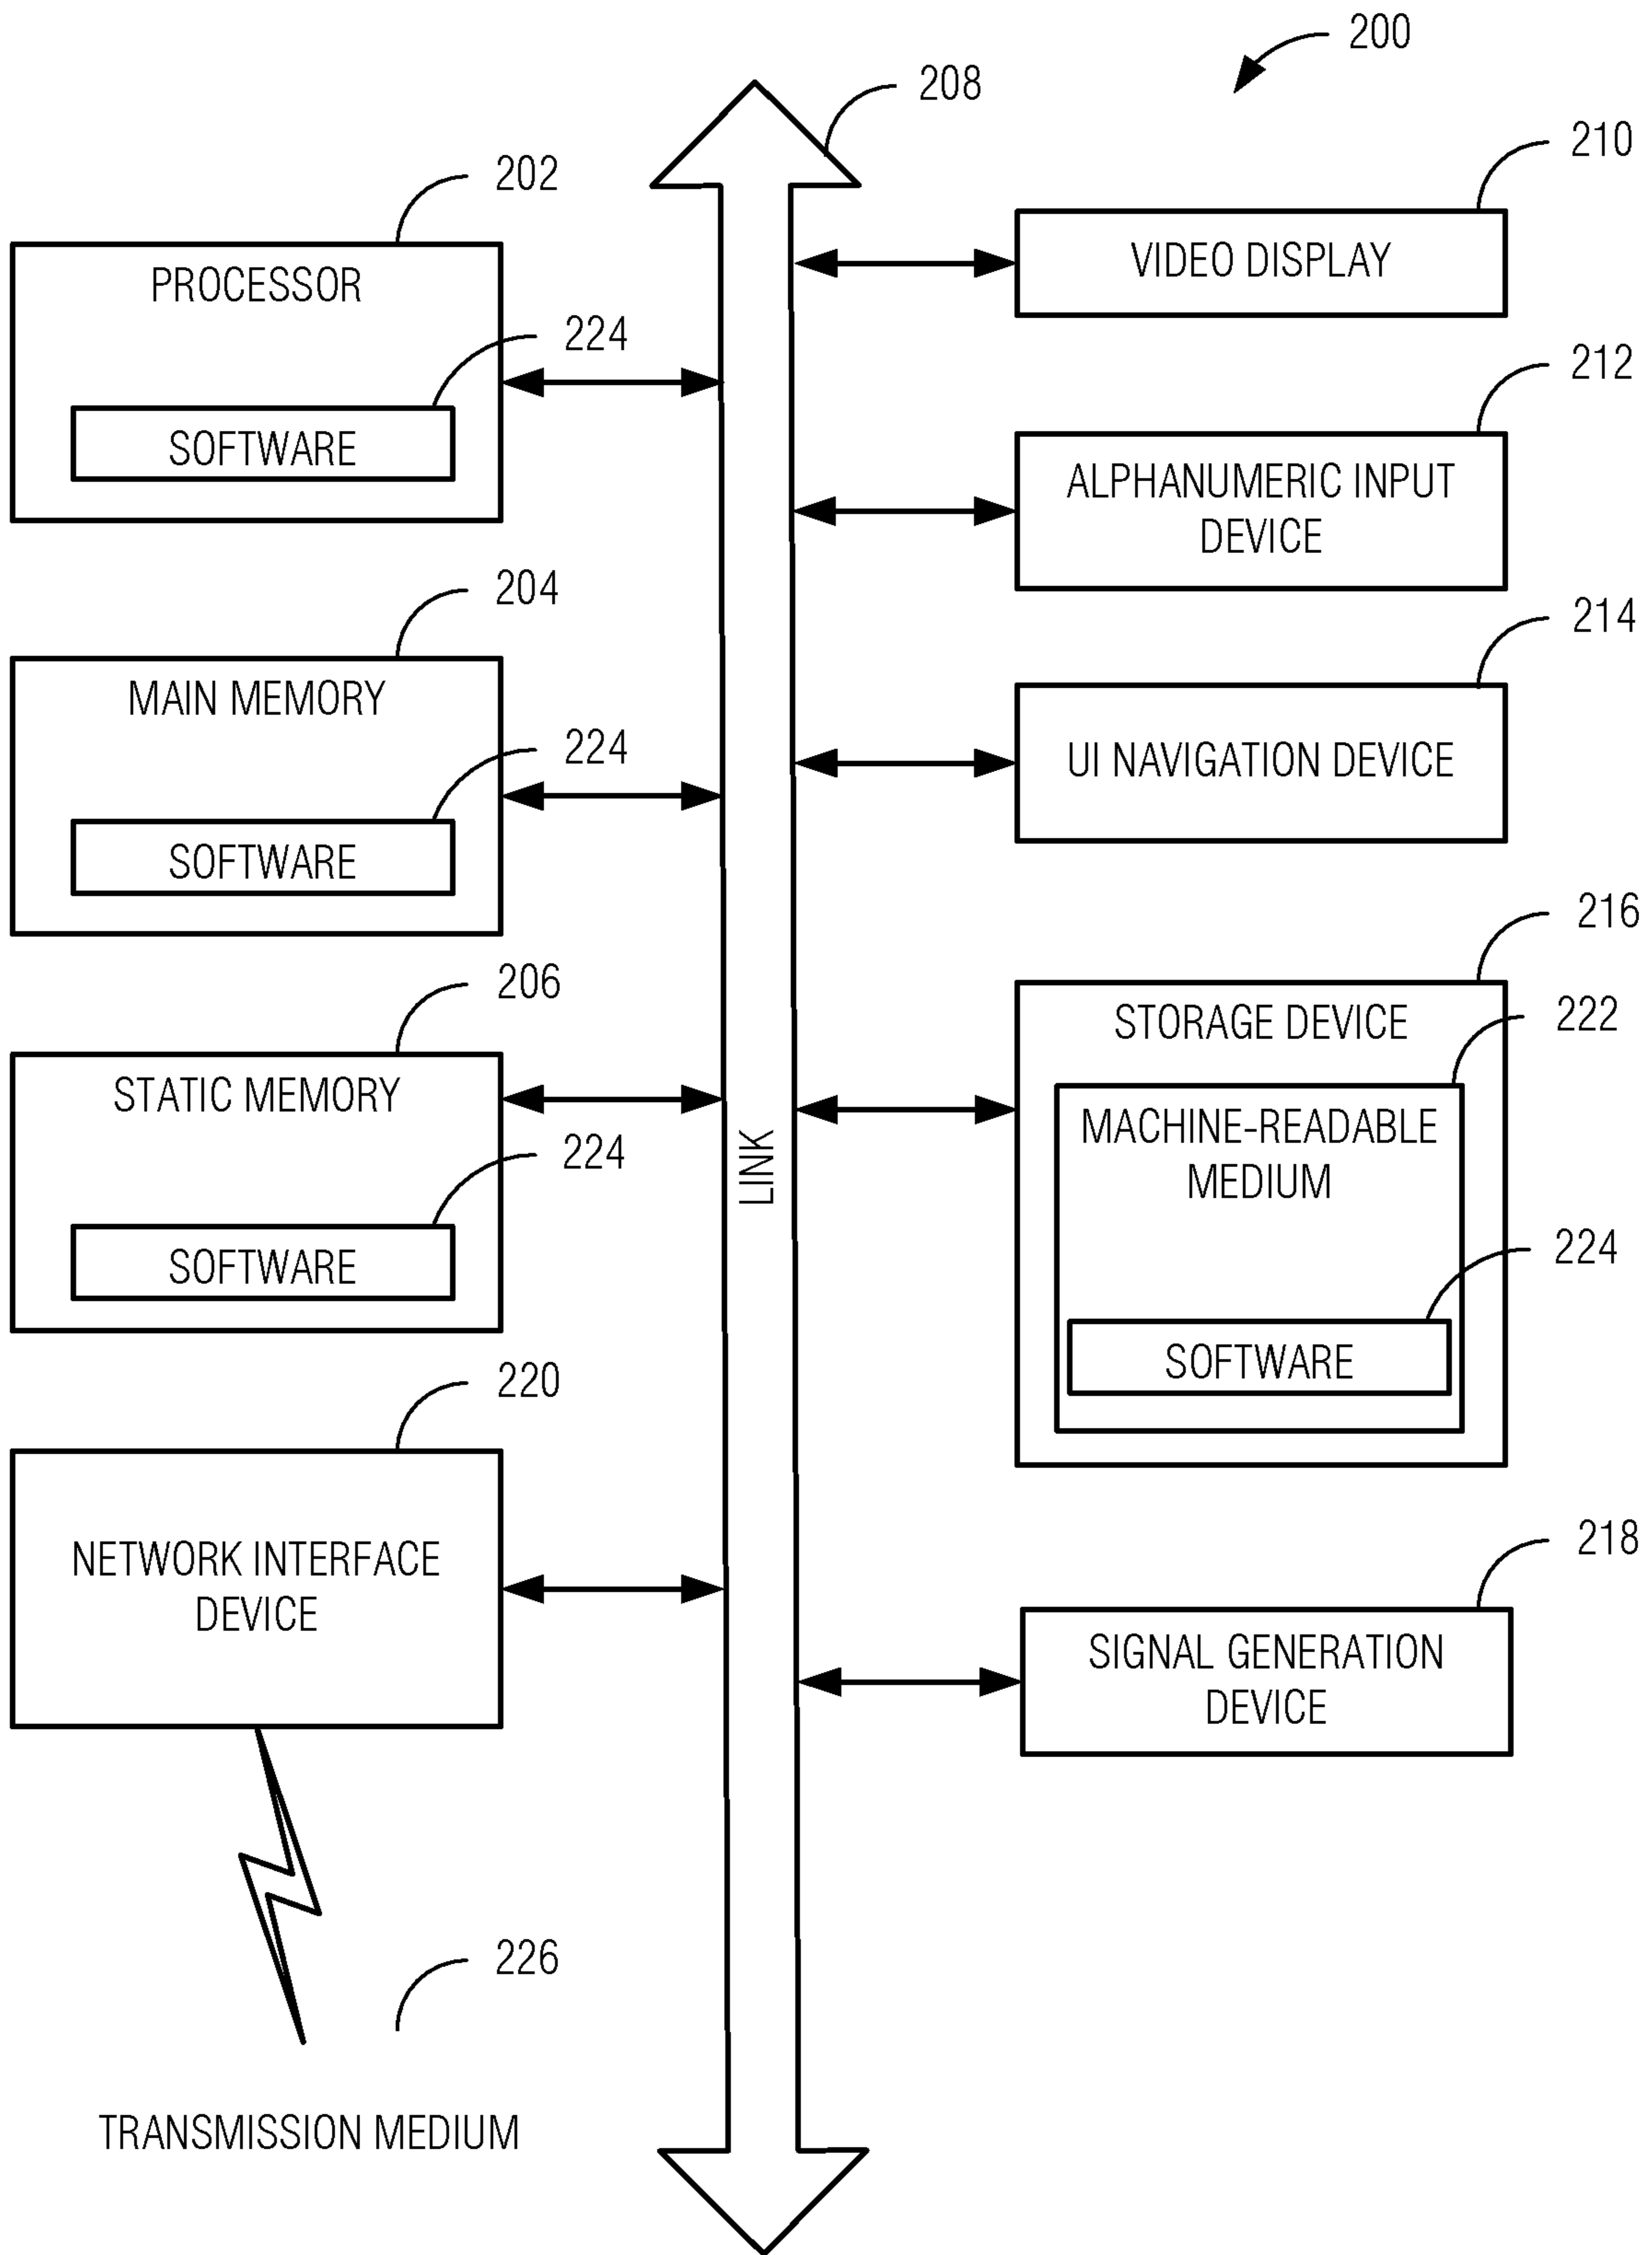 200
208
202
PROCESSOR
224
SOFTWARE
204
MAIN MEMORY
224
SOFTWARE
206
STATIC MEMORY
224
SOFTWARE
220
NETWORK INTERFACE
DEVICE
226
TRANSMISSION MEDIUM
LINK
210
VIDEO DISPLAY
212
ALPHANUMERIC INPUT
DEVICE
214
UI NAVIGATION DEVICE
216
STORAGE DEVICE
222
MACHINE-READABLE
MEDIUM
224
SOFTWARE
218
SIGNAL GENERATION
DEVICE